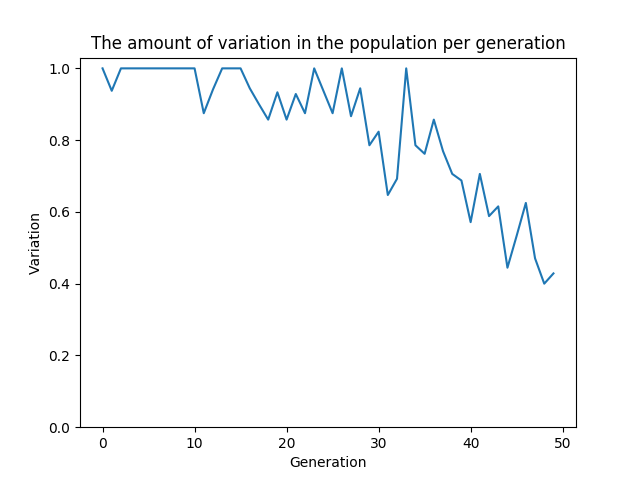 The amount of variation in the population per generation
1.0
0.8
0.6
0.4
0.2
0.0
Variation
0 10 20 30 40 50
Generation